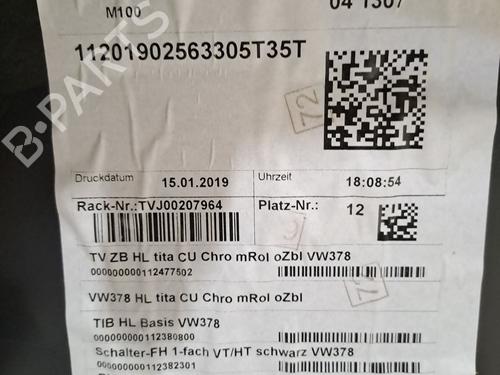 M100
04 1307
11201902563305T35T
72
Druckdatum 15.01.2019 Uhrzeit 18:08:54
Rack-Nr.:TVJ00207964 Platz-Nr.: 12
TV ZB HL tita CU Chro mRol oZbl VW378
000000000112477502
VW378 HL tita CU Chro mRol oZbl
72
TIB HL Basis VW378
000000000112380800
Schalter-FH 1-fach VT/HT schwarz VW378
000000000112382301
B-PARTS